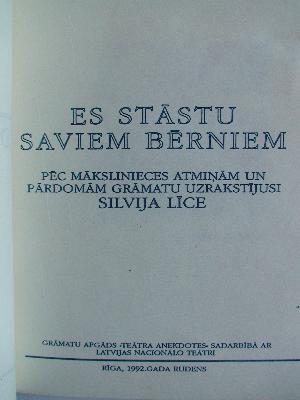 ES STĀSTU
SAVIEM BĒRNIEM
PĒC MĀKSLINIECES ATMIŅĀM UN
PĀRDOMĀM GRĀMATU UZRAKSTĪJUSI
SILVIJA LĪCE
GRĀMATU APGĀDS «TEĀTRA ANEKDOTES» SADARBĪBĀ AR
LATVIJAS NACIONĀLO TEĀTRI
RĪGA, 1992.GADA RUDENS